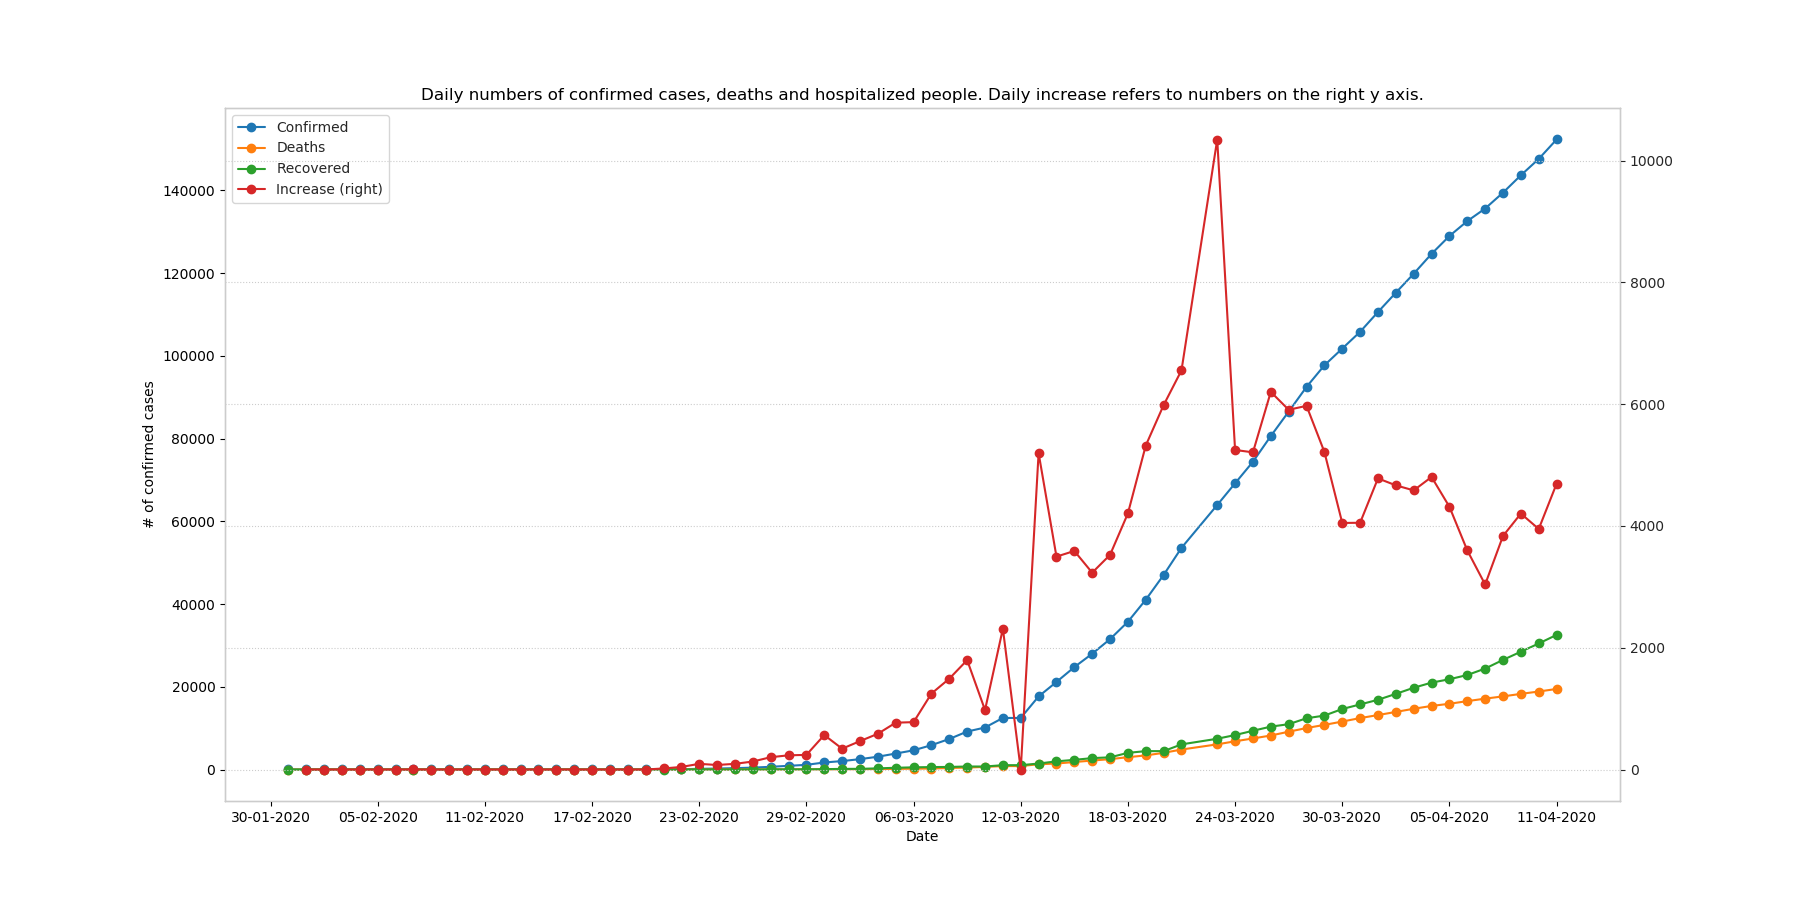 Daily numbers of confirmed cases, deaths and hospitalized people. Daily increase refers to numbers on the right y axis.
Confirmed
Deaths
Recovered
Increase (right)
# of confirmed cases
140000
120000
100000
80000
60000
40000
20000
0
10000
8000
6000
4000
2000
0
30-01-2020 05-02-2020 11-02-2020 17-02-2020 23-02-2020 29-02-2020 06-03-2020 12-03-2020 18-03-2020 24-03-2020 30-03-2020 05-04-2020 11-04-2020
Date